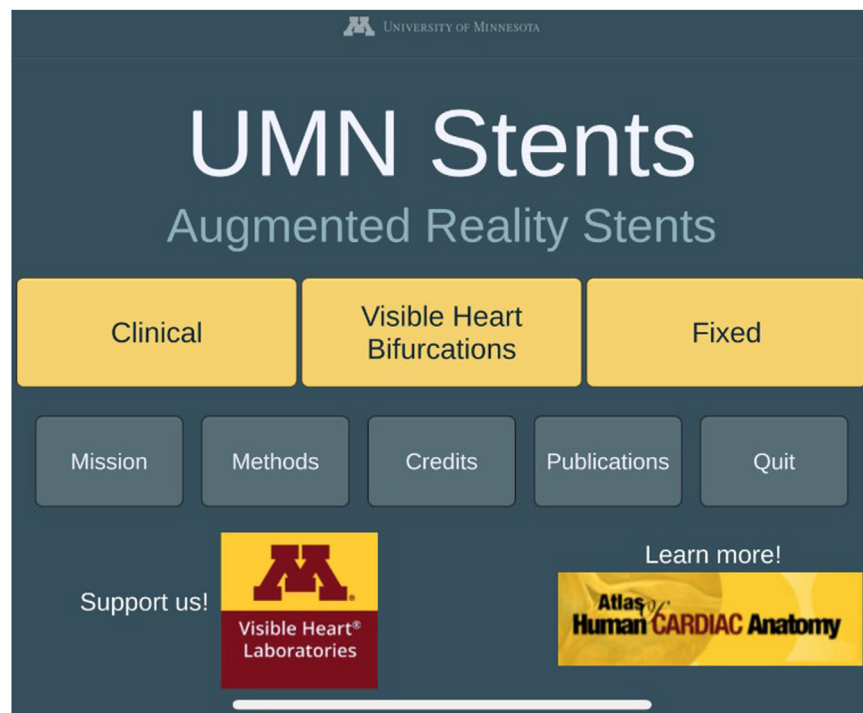 UNIVERSITY OF MINNESOTA
UMN Stents
Augmented Reality Stents
Clinical
Visible Heart
Bifurcations
Fixed
Mission
Methods
Credits
Publications
Quit
Support us!
M
Visible Heart®
Laboratories
Learn more!
Atlas of
Human CARDIAC Anatomy